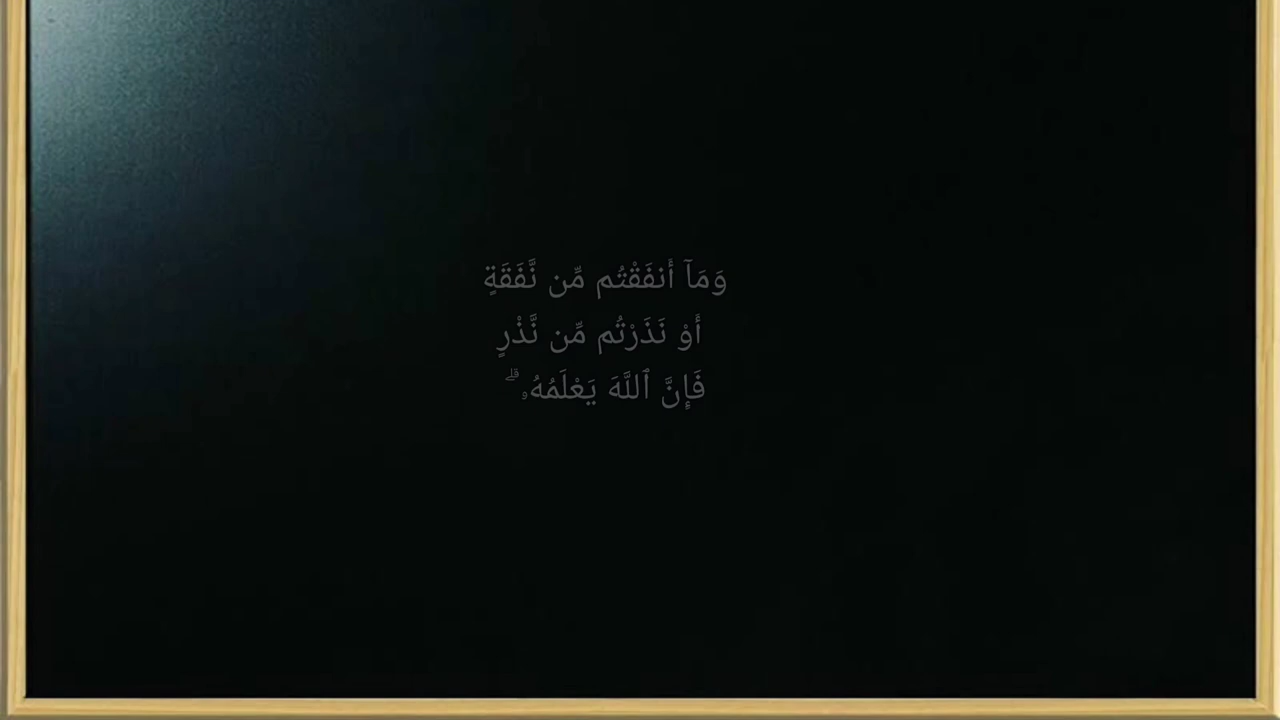 وَمَآ أَنفَقْتُم مِّن نَّفَقَةٍ
أَوْ نَذَرْتُم مِّن نَّذْرٍ
فَإِنَّ ٱللَّهَ يَعْلَمُهُۥ ۗ